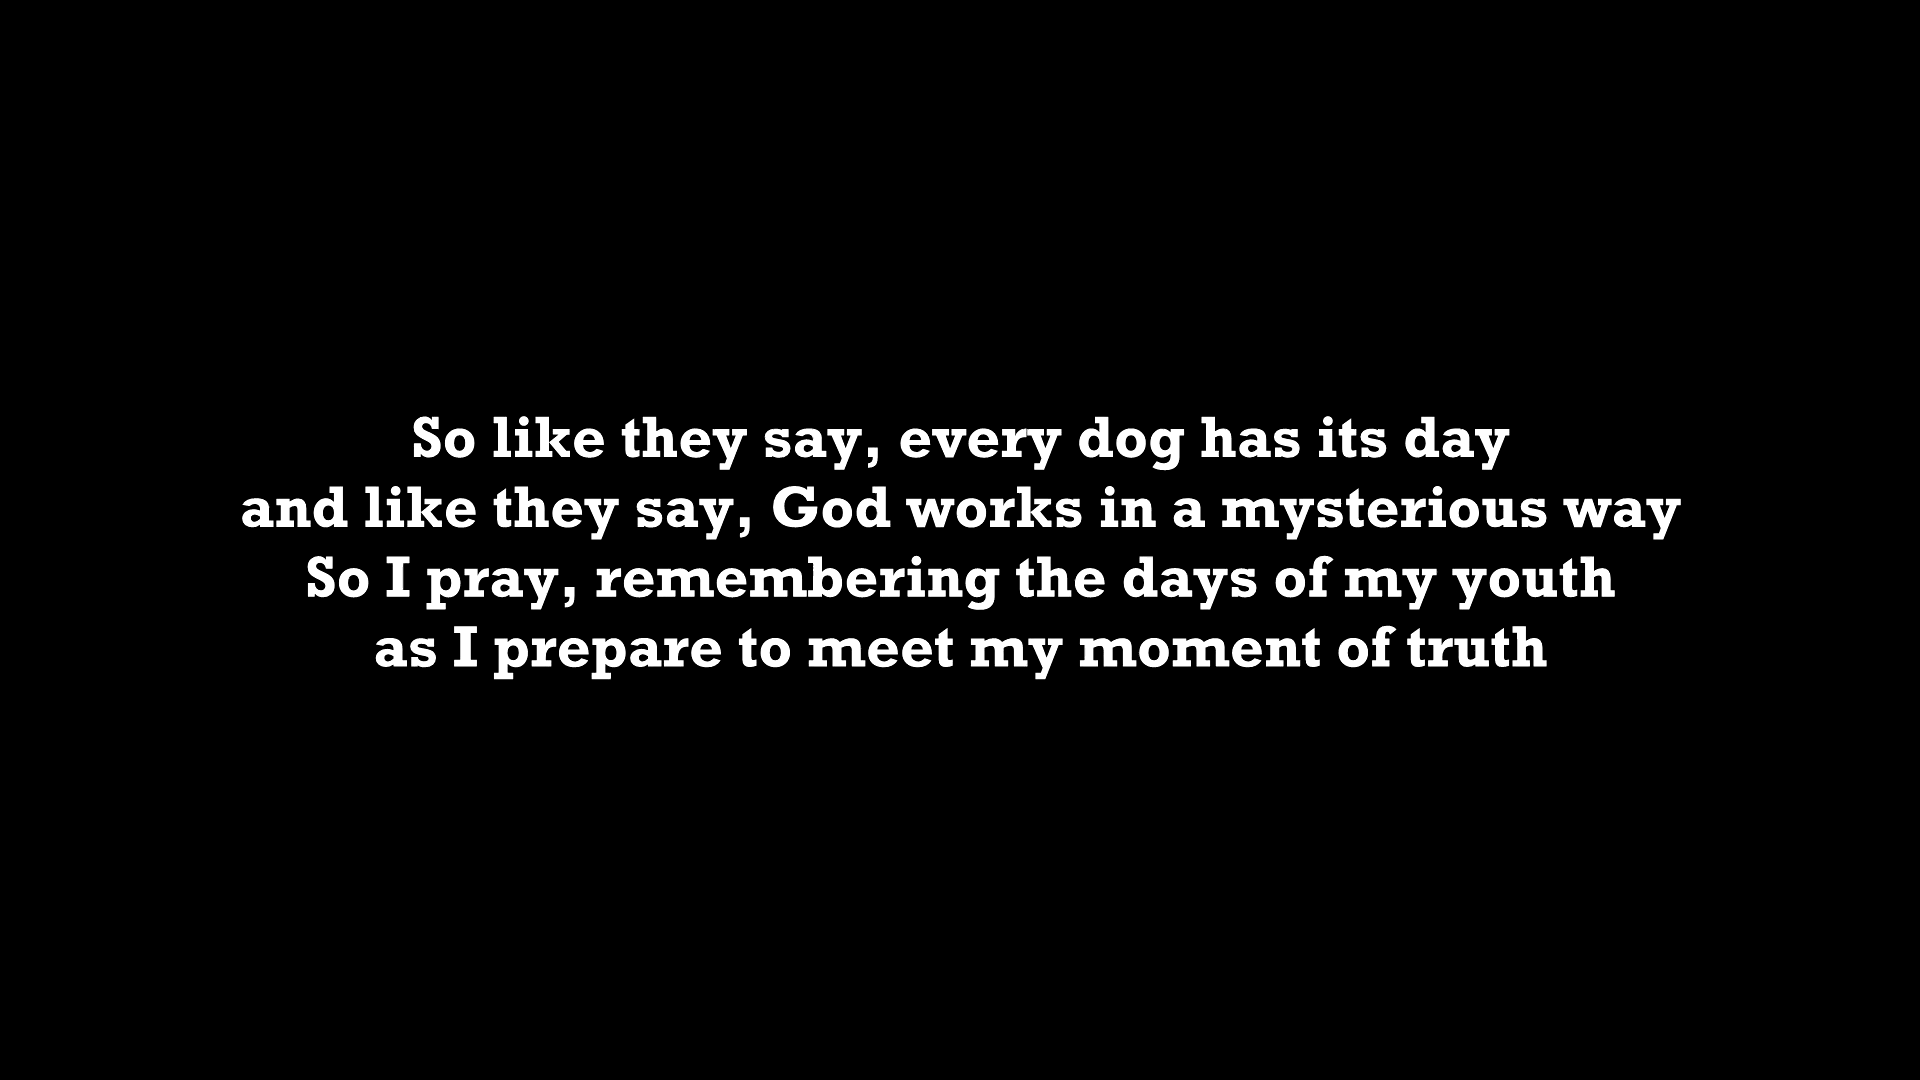 So like they say, every dog has its day
and like they say, God works in a mysterious way
So I pray, remembering the days of my youth
as I prepare to meet my moment of truth